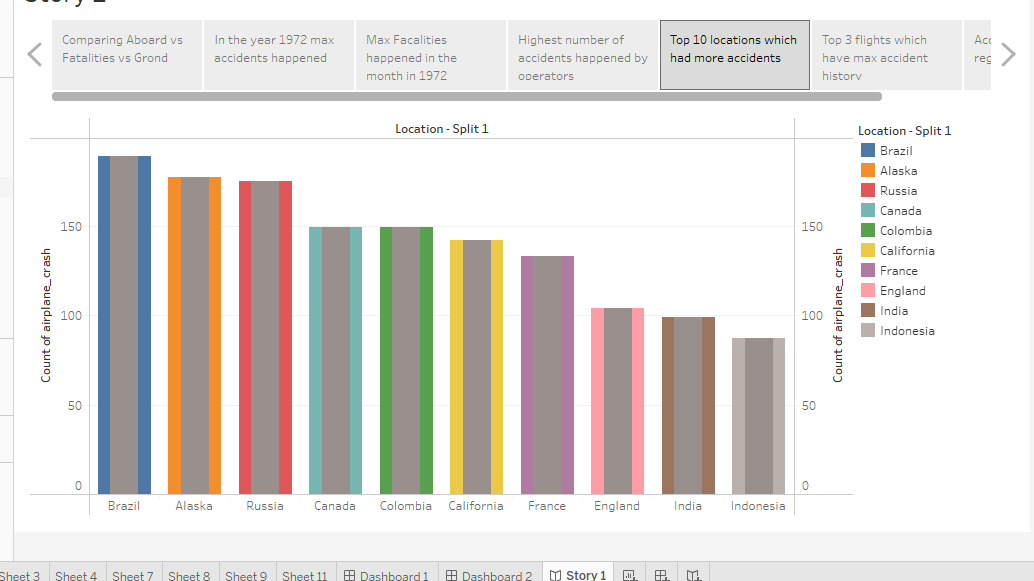 Comparing Aboard vs
Fatalities vs Grond
In the year 1972 max
accidents happened
Max Facalities
happened in the
month in 1972
Highest number of
accidents happened by
operators
Top 10 locations which
had more accidents
Top 3 flights which
have max accident
history
Location - Split 1
Count of airplane_crash
150
100
50
0
150
100
50
0
Count of airplane_crash
Brazil
Alaska
Russia
Canada
Colombia
California
France
England
India
Indonesia
Location - Split 1
Brazil
Alaska
Russia
Canada
Colombia
California
France
England
India
Indonesia
Sheet 3
Sheet 4
Sheet 7
Sheet 8
Sheet 9
Sheet 11
Dashboard 1
Dashboard 2
Story 1